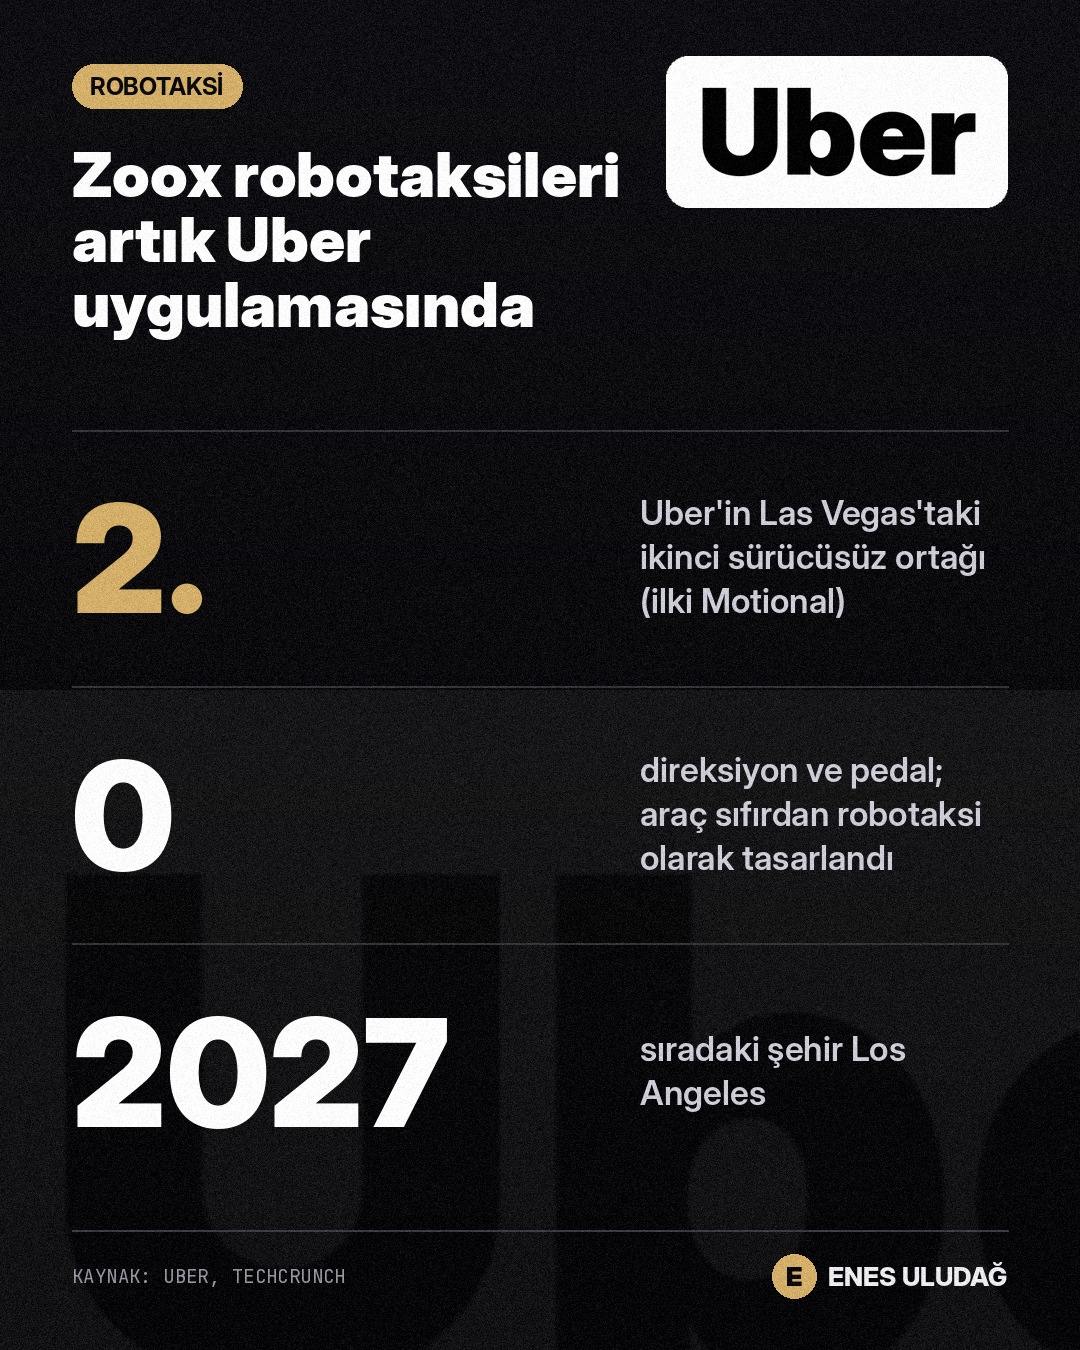 ROBOTAKSİ
Uber
Zoox robotaksileri
artık Uber
uygulamasında
2.
Uber'in Las Vegas'taki
ikinci sürücüsüz ortağı
(ilki Motional)
0
direksiyon ve pedal;
araç sıfırdan robotaksi
olarak tasarlandı
2027
sıradaki şehir Los
Angeles
KAYNAK: UBER, TECHCRUNCH
E ENES ULUDAĞ